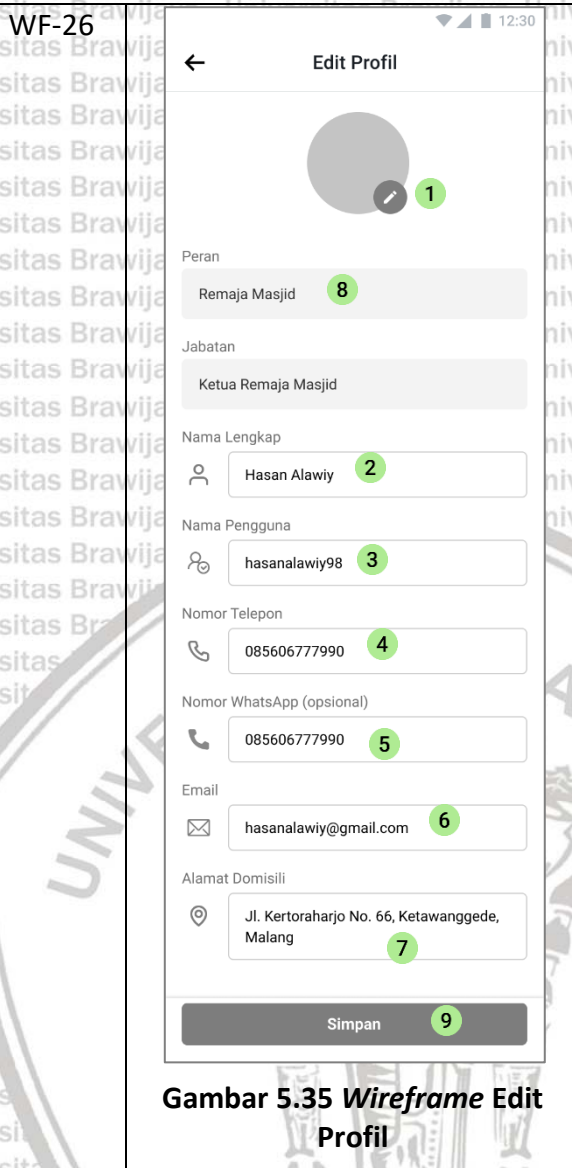 WF-26
12:30
Edit Profil
1
Peran
Remaja Masjid 8
Jabatan
Ketua Remaja Masjid
Nama Lengkap
Hasan Alawiy 2
Nama Pengguna
hasanalawiy98 3
Nomor Telepon
085606777990 4
Nomor WhatsApp (opsional)
085606777990 5
Email
hasanalawiy@gmail.com 6
Alamat Domisili
Jl. Kertoraharjo No. 66, Ketawanggede,
Malang 7
Simpan 9
Gambar 5.35 Wireframe Edit
Profil